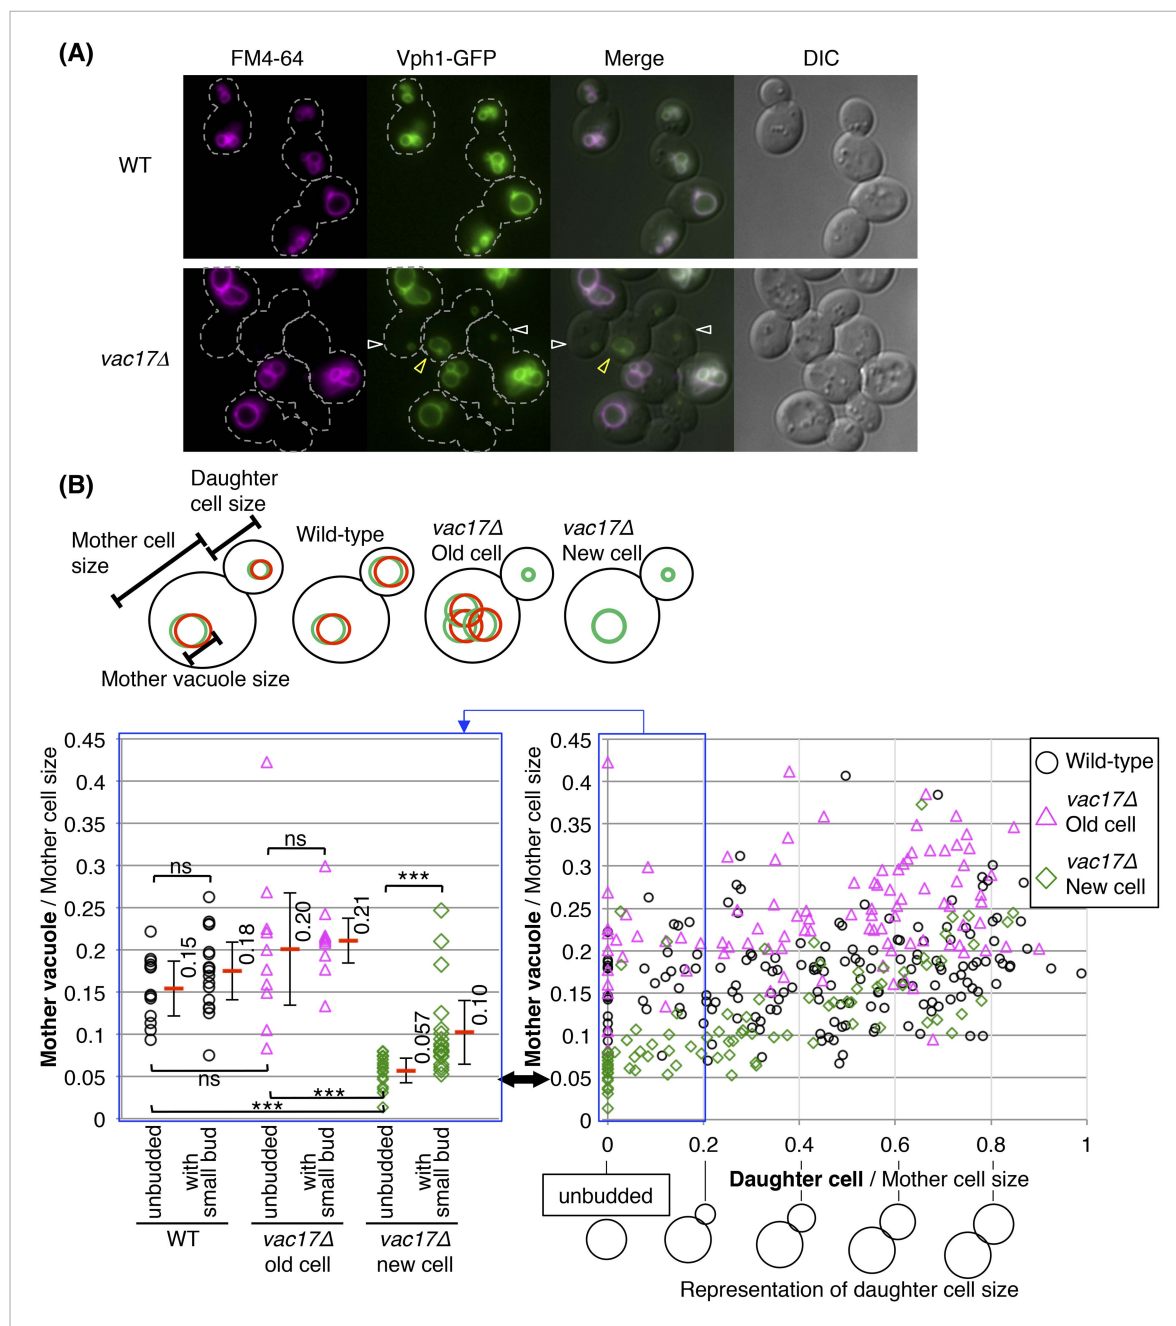 (A)
FM4-64 Vph1-GFP Merge DIC
WT
vac17Δ
(B)
Daughter
cell size
Mother cell
size
Mother vacuole size
Wild-type
vac17Δ
Old cell
vac17Δ
New cell
Mother vacuole / Mother cell size
0.45
0.4
0.35
0.3
0.25
0.2
0.15
0.1
0.05
0
ns
ns
***
0.15
0.18
0.20
0.21
0.057
0.10
ns
***
***
unbudded
with
small bud
unbudded
with
small bud
unbudded
with
small bud
WT
vac17Δ
old cell
vac17Δ
new cell
Mother vacuole / Mother cell size
0.45
0.4
0.35
0.3
0.25
0.2
0.15
0.1
0.05
0
Wild-type
vac17Δ
Old cell
vac17Δ
New cell
0 0.2 0.4 0.6 0.8 1
Daughter cell / Mother cell size
unbudded
Representation of daughter cell size